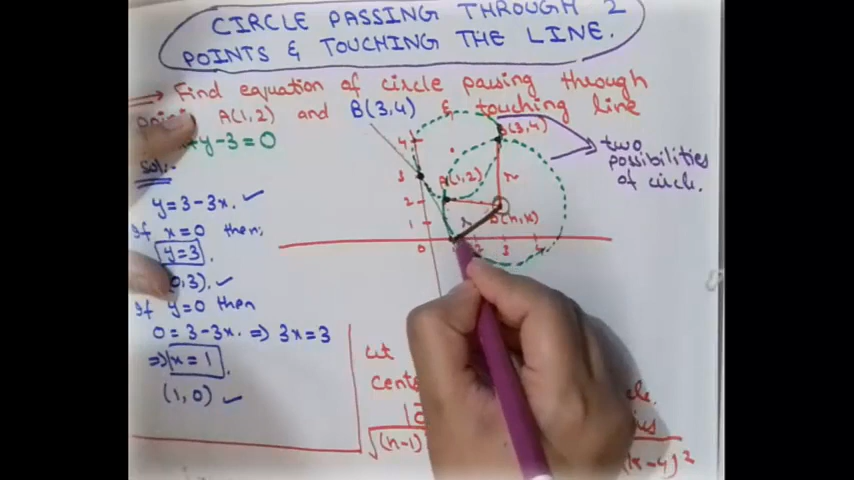 CIRCLE PASSING THROUGH 2
POINTS & TOUCHING THE LINE.
Find equation of circle passing through
A(1,2) and B(3,4) & touching line
+y-3=0
Sol:-
y=3-3x.
If x=0 then;
y=3.
0,3).
If y=0 then
0=3-3x. => 3x=3
=> x=1.
(1,0)
4
3
2
1
0
2
3
4
B(3,4)
A(1,2)
r
r
(h,k)
two
possibilities
of circle.
Let
√(h-1)
(k-4)²